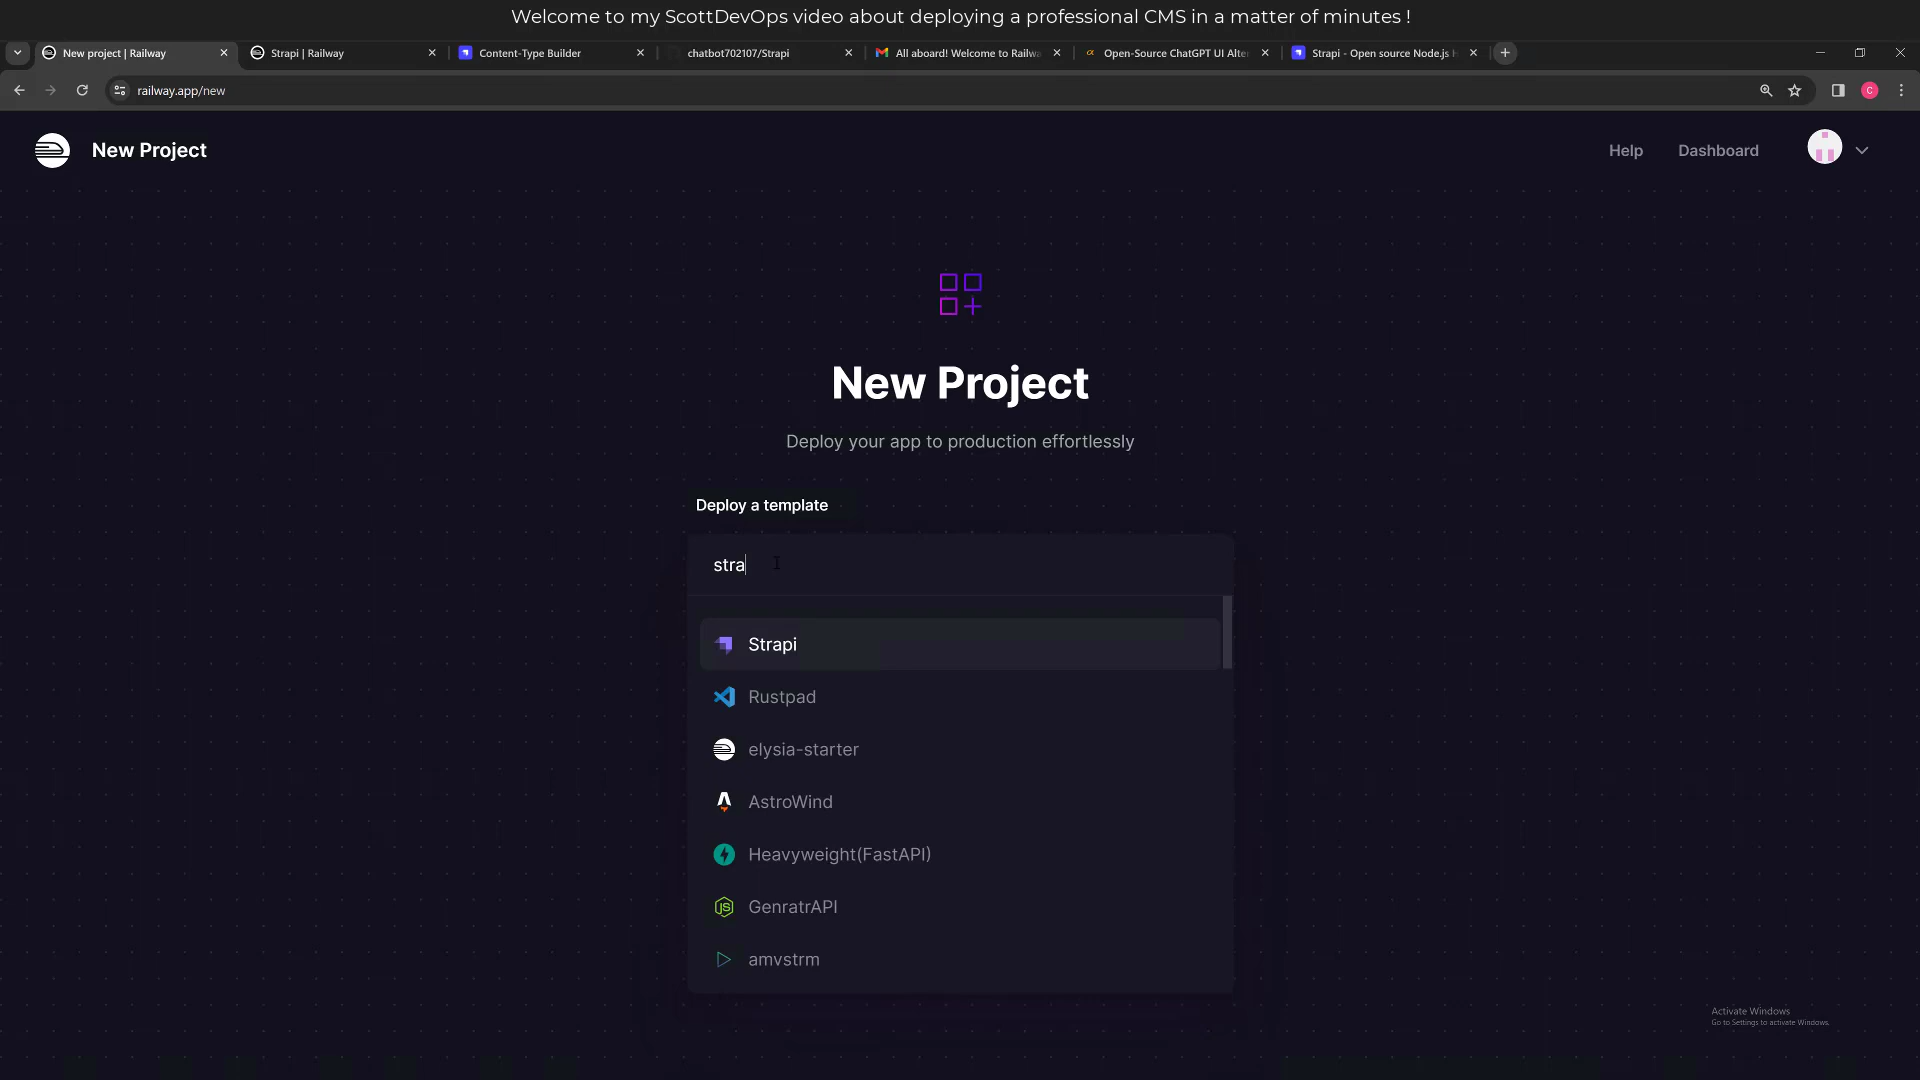 Welcome to my ScottDevOps video about deploying a professional CMS in a matter of minutes !
New project | Railway
Strapi | Railway
Content-Type Builder
chatbot702107/Strapi
All aboard! Welcome to Railwa
Open-Source ChatGPT UI Alte
Strapi - Open source Node.js H
railway.app/new
C
New Project
Help
Dashboard
New Project
Deploy your app to production effortlessly
Deploy a template
stra
Strapi
Rustpad
elysia-starter
AstroWind
Heavyweight(FastAPI)
GenratrAPI
amvstrm
Activate Windows
Go to Settings to activate Windows.